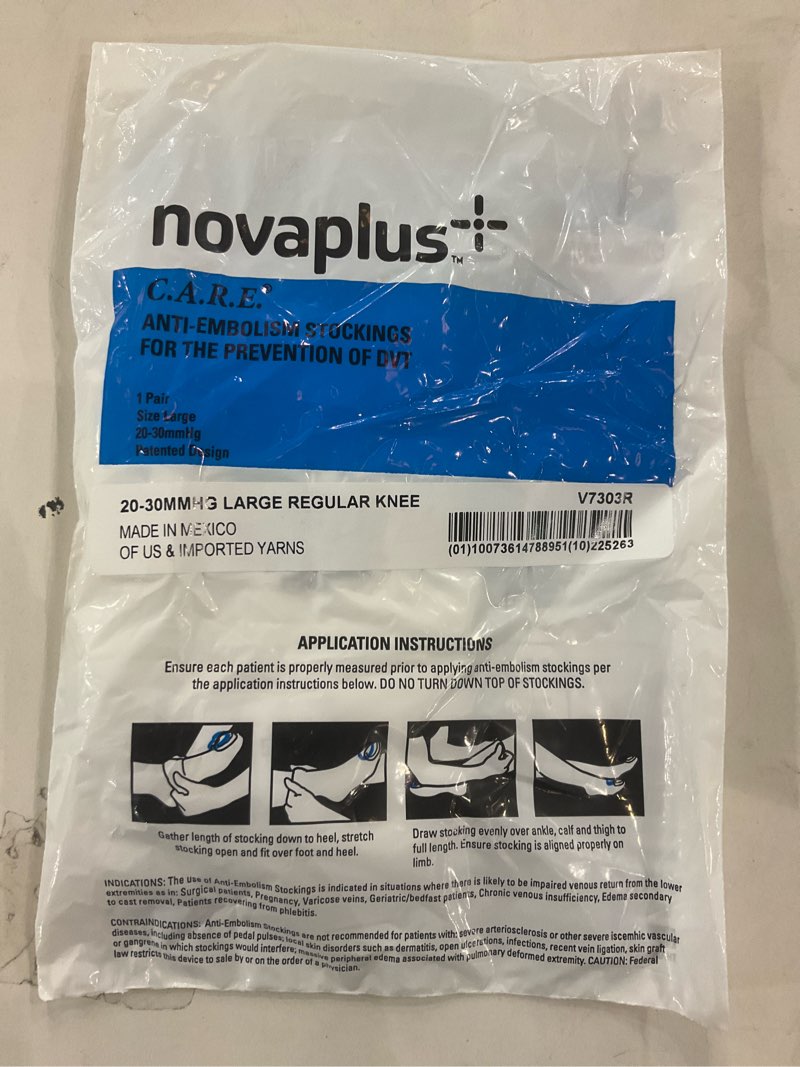 novaplus™
C.A.R.E.®
ANTI-EMBOLISM STOCKINGS
FOR THE PREVENTION OF DVT
1 Pair
Size Large
20-30mmHg
Patented Design
20-30MMHG LARGE REGULAR KNEE
V7303R
MADE IN MEXICO
OF US & IMPORTED YARNS
(01)10073614788951(10)225263
APPLICATION INSTRUCTIONS
Ensure each patient is properly measured prior to applying anti-embolism stockings per
the application instructions below. DO NO TURN DOWN TOP OF STOCKINGS.
Gather length of stocking down to heel, stretch
stocking open and fit over foot and heel.
Draw stocking evenly over ankle, calf and thigh to
full length. Ensure stocking is aligned properly on
limb.
INDICATIONS: The use of Anti-Embolism Stockings is indicated in situations where there is likely to be impaired venous return from the lower
extremities as in: Surgical patients, Pregnancy, Varicose veins, Geriatric/bedfast patients, Chronic venous insufficiency, Edema secondary
to cast removal, Patients recovering from phlebitis.
CONTRAINDICATIONS: Anti-Embolism Stockings are not recommended for patients with: severe arteriosclerosis or other severe iscemhic vascular
diseases, including absence of pedal pulses; local skin disorders such as dermatitis, open ulcerations, infections, recent vein ligation, skin graft
or gangrene in which stockings would interfere; massive peripheral edema associated with pulmonary deformed extremity. CAUTION: Federal
law restricts this device to sale by or on the order of a physician.